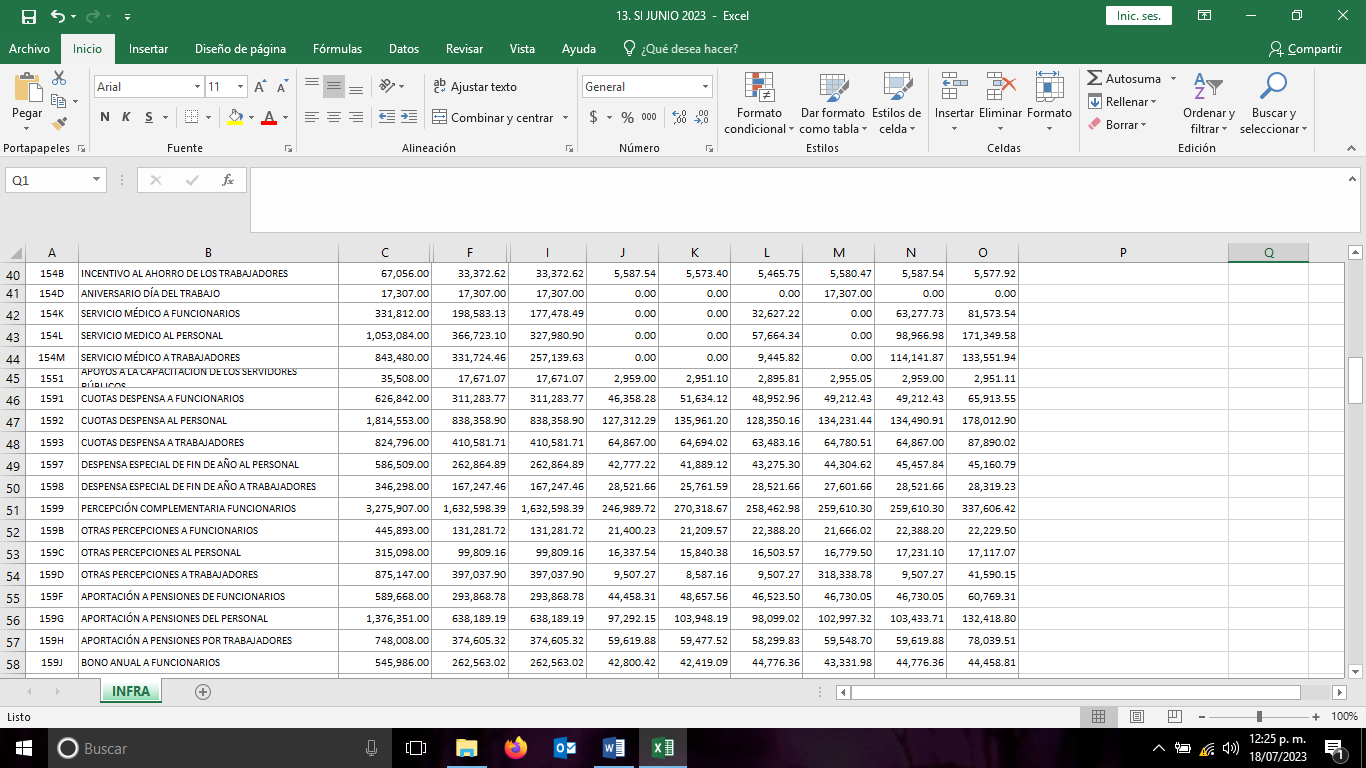 13. SI JUNIO 2023 - Excel
Inic. ses.
Archivo Inicio Insertar Diseño de página Fórmulas Datos Revisar Vista Ayuda ¿Qué desea hacer? Compartir
Pegar
Arial 11
N K S
Ajustar texto
Combinar y centrar
General
$ % 000
Formato condicional
Dar formato como tabla
Estilos de celda
Insertar Eliminar Formato
Autosuma
Rellenar
Borrar
Ordenar y filtrar
Buscar y seleccionar
Portapapeles Fuente Alineación Número Estilos Celdas Edición
Q1 fx
A B C F I J K L M N O P Q
40 154B INCENTIVO AL AHORRO DE LOS TRABAJADORES 67,056.00 33,372.62 33,372.62 5,587.54 5,573.40 5,465.75 5,580.47 5,587.54 5,577.92
41 154D ANIVERSARIO DÍA DEL TRABAJO 17,307.00 17,307.00 17,307.00 0.00 0.00 0.00 17,307.00 0.00 0.00
42 154K SERVICIO MÉDICO A FUNCIONARIOS 331,812.00 198,583.13 177,478.49 0.00 0.00 32,627.22 0.00 63,277.73 81,573.54
43 154L SERVICIO MEDICO AL PERSONAL 1,053,084.00 366,723.10 327,980.90 0.00 0.00 57,664.34 0.00 98,966.98 171,349.58
44 154M SERVICIO MÉDICO A TRABAJADORES 843,480.00 331,724.46 257,139.63 0.00 0.00 9,445.82 0.00 114,141.87 133,551.94
45 1551 APOYOS A LA CAPACITACION DE LOS SERVIDORES PÚBLICOS 35,508.00 17,671.07 17,671.07 2,959.00 2,951.10 2,895.81 2,955.05 2,959.00 2,951.11
46 1591 CUOTAS DESPENSA A FUNCIONARIOS 626,842.00 311,283.77 311,283.77 46,358.28 51,634.12 48,952.96 49,212.43 49,212.43 65,913.55
47 1592 CUOTAS DESPENSA AL PERSONAL 1,814,553.00 838,358.90 838,358.90 127,312.29 135,961.20 128,350.16 134,231.44 134,490.91 178,012.90
48 1593 CUOTAS DESPENSA A TRABAJADORES 824,796.00 410,581.71 410,581.71 64,867.00 64,694.02 63,483.16 64,780.51 64,867.00 87,890.02
49 1597 DESPENSA ESPECIAL DE FIN DE AÑO AL PERSONAL 586,509.00 262,864.89 262,864.89 42,777.22 41,889.12 43,275.30 44,304.62 45,457.84 45,160.79
50 1598 DESPENSA ESPECIAL DE FIN DE AÑO A TRABAJADORES 346,298.00 167,247.46 167,247.46 28,521.66 25,761.59 28,521.66 27,601.66 28,521.66 28,319.23
51 1599 PERCEPCIÓN COMPLEMENTARIA FUNCIONARIOS 3,275,907.00 1,632,598.39 1,632,598.39 246,989.72 270,318.67 258,462.98 259,610.30 259,610.30 337,606.42
52 159B OTRAS PERCEPCIONES A FUNCIONARIOS 445,893.00 131,281.72 131,281.72 21,400.23 21,209.57 22,388.20 21,666.02 22,388.20 22,229.50
53 159C OTRAS PERCEPCIONES AL PERSONAL 315,098.00 99,809.16 99,809.16 16,337.54 15,840.38 16,503.57 16,779.50 17,231.10 17,117.07
54 159D OTRAS PERCEPCIONES A TRABAJADORES 875,147.00 397,037.90 397,037.90 9,507.27 8,587.16 9,507.27 318,338.78 9,507.27 41,590.15
55 159F APORTACIÓN A PENSIONES DE FUNCIONARIOS 589,668.00 293,868.78 293,868.78 44,458.31 48,657.56 46,523.50 46,730.05 46,730.05 60,769.31
56 159G APORTACIÓN A PENSIONES DEL PERSONAL 1,376,351.00 638,189.19 638,189.19 97,292.15 103,948.19 98,099.02 102,997.32 103,433.71 132,418.80
57 159H APORTACIÓN A PENSIONES POR TRABAJADORES 748,008.00 374,605.32 374,605.32 59,619.88 59,477.52 58,299.83 59,548.70 59,619.88 78,039.51
58 159J BONO ANUAL A FUNCIONARIOS 545,986.00 262,563.02 262,563.02 42,800.42 42,419.09 44,776.36 43,331.98 44,776.36 44,458.81
INFRA
Listo 100%
Buscar
12:25 p. m.
18/07/2023
1